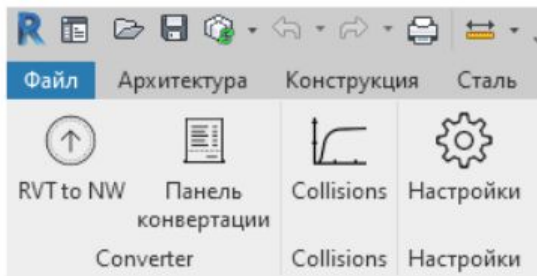 Файл Архитектура Конструкция Сталь
RVT to NW Панель конвертации Collisions Настройки
Converter Collisions Настройки